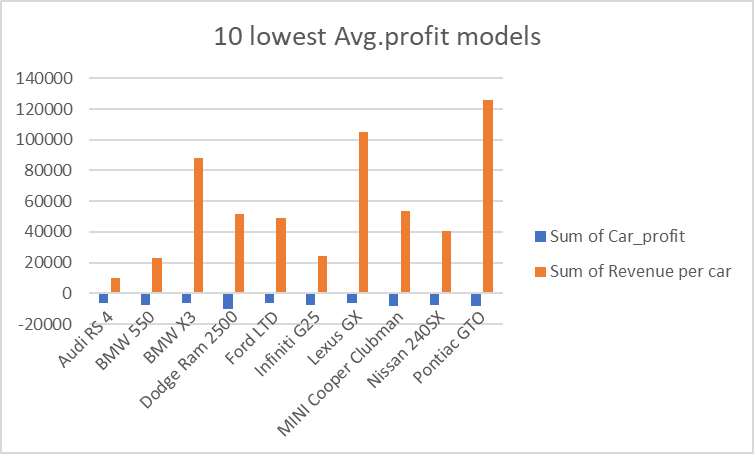 10 lowest Avg.profit models
140000
120000
100000
80000
60000
40000
20000
0
-20000
Audi RS 4
BMW 550
BMW X3
Dodge Ram 2500
Ford LTD
Infiniti G25
Lexus GX
MINI Cooper Clubman
Nissan 240SX
Pontiac GTO
Sum of Car_profit
Sum of Revenue per car